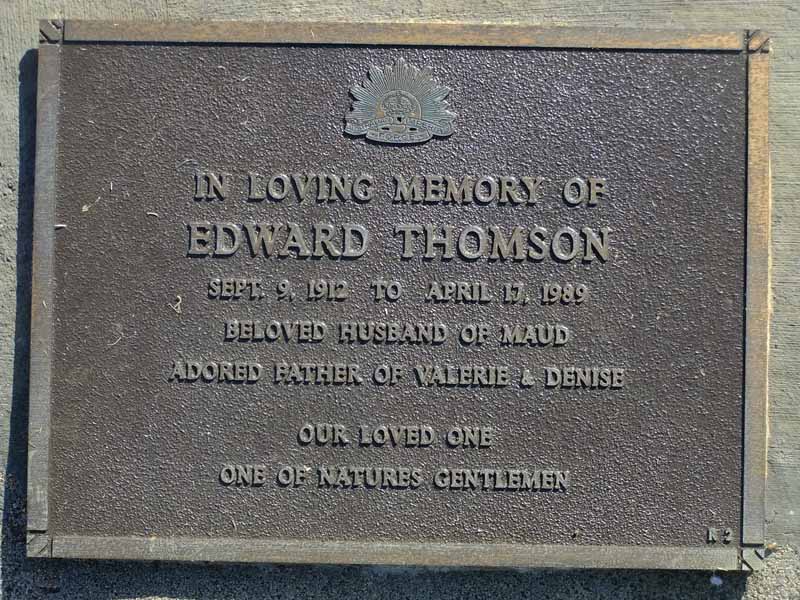 IN LOVING MEMORY OF
EDWARD THOMSON
SEPT. 9, 1912 TO APRIL 17, 1989
BELOVED HUSBAND OF MAUD
ADORED FATHER OF VALERIE & DENISE
OUR LOVED ONE
ONE OF NATURES GENTLEMEN